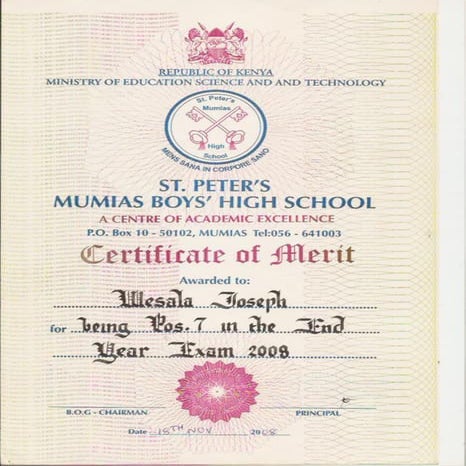 REPUBLIC OF KENYA
MINISTRY OF EDUCATION SCIENCE AND AND TECHNOLOGY
St. Peter's
Mumias
High
School
MENS SANA IN CORPORE SANO
ST. PETER'S
MUMIAS BOYS' HIGH SCHOOL
A CENTRE OF ACADEMIC EXCELLENCE
P.O. Box 10 - 50102, MUMIAS Tel:056 - 641003
Certificate of Merit
Awarded to:
Wesala Joseph
for being Pos. 7 in the End
Year Exam 2008
B.O.G - CHAIRMAN PRINCIPAL
Date 18TH NOV 2008